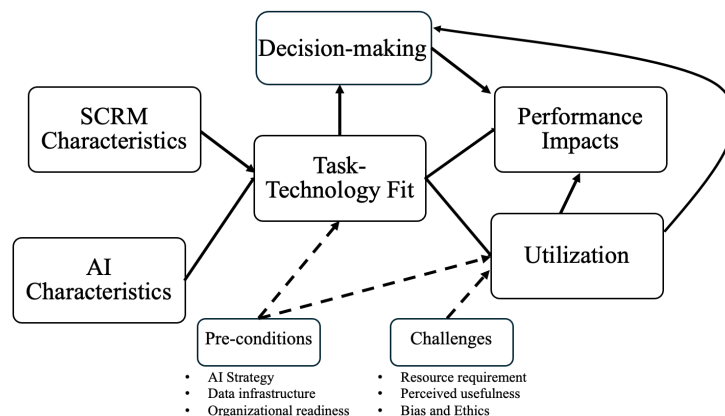 Decision-making
SCRM
Characteristics
Performance
Impacts
Task-
Technology Fit
AI
Characteristics
Utilization
Pre-conditions
• AI Strategy
• Data infrastructure
• Organizational readiness
Challenges
• Resource requirement
• Perceived usefulness
• Bias and Ethics